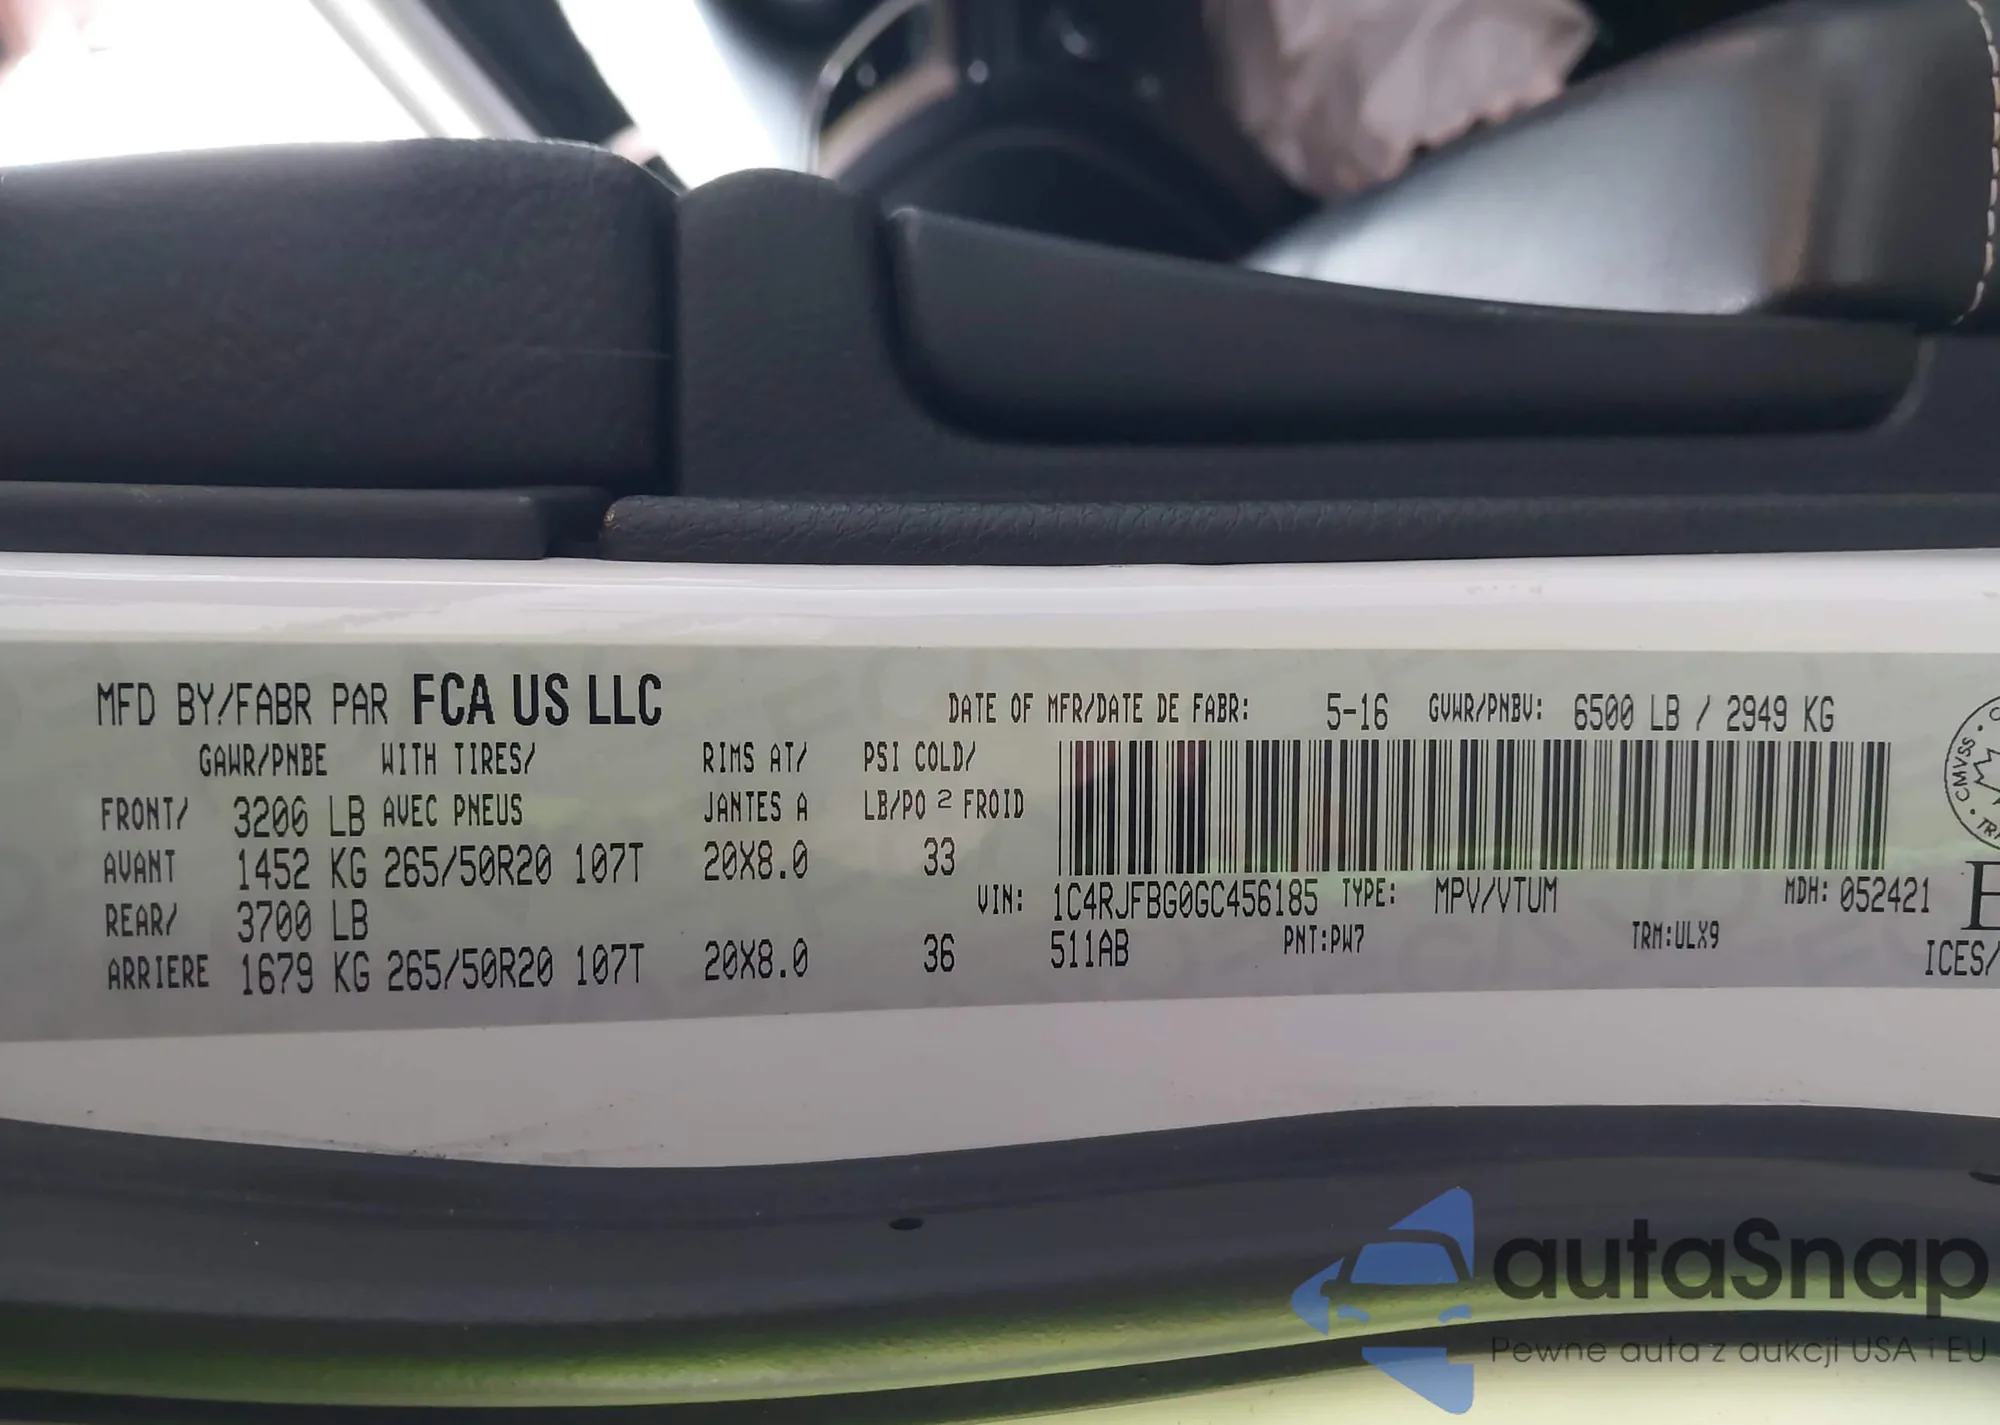 MFD BY/FABR PAR FCA US LLC
DATE OF MFR/DATE DE FABR: 5-16 GVWR/PNBV: 6500 LB / 2949 KG
GAWR/PNBE WITH TIRES/ RIMS AT/ PSI COLD/
FRONT/ 3206 LB AVEC PNEUS JANTES A LB/PO 2 FROID
AVANT 1452 KG 265/50R20 107T 20X8.0 33
REAR/ 3700 LB
ARRIERE 1679 KG 265/50R20 107T 20X8.0 36
VIN: 1C4RJFBG0GC456185 TYPE: MPV/VTUM MDH: 052421
511AB PNT:PW7 TRM:ULX9
CMVSS
ICES/
autaSnap
Pewne auta z aukcji USA i EU